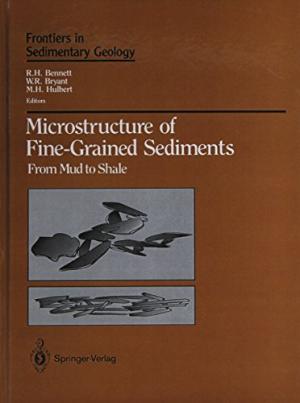 Frontiers in
Sedimentary Geology
R.H. Bennett
W.R. Bryant
M.H. Hulbert
Editors
Microstructure of
Fine-Grained Sediments
From Mud to Shale
Springer-Verlag